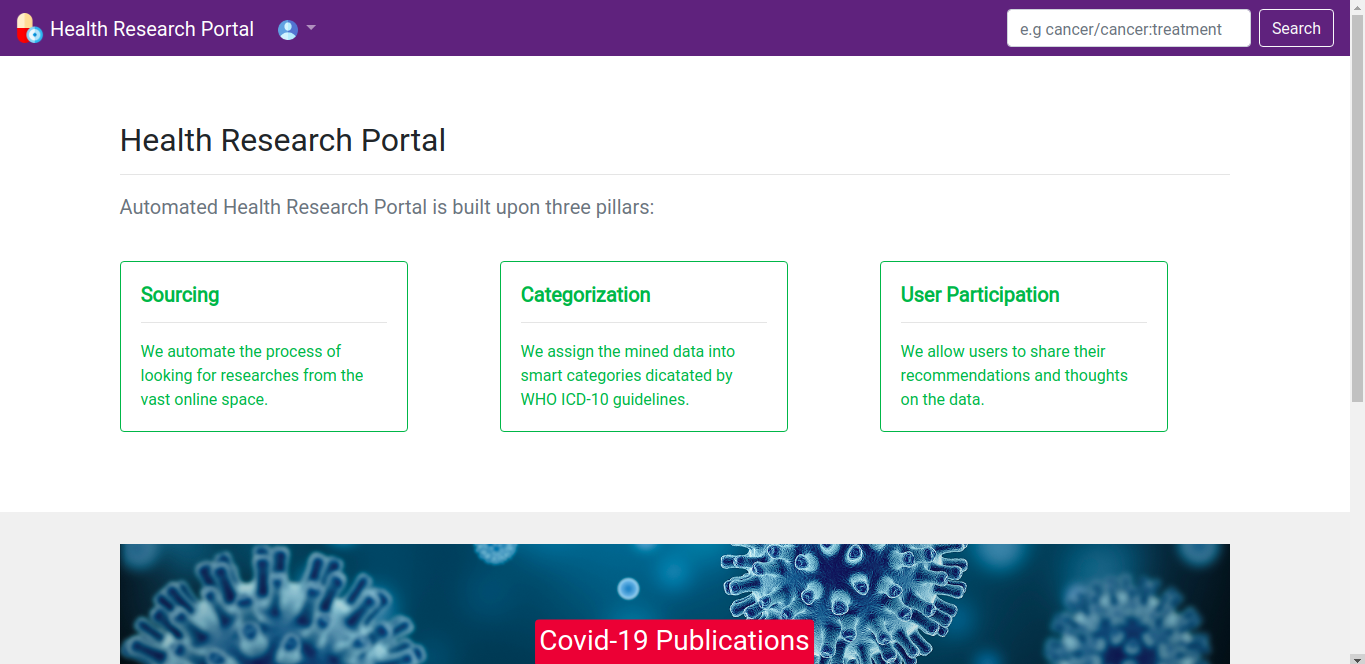 Health Research Portal
e.g cancer/cancer:treatment
Search
Health Research Portal
Automated Health Research Portal is built upon three pillars:
Sourcing
We automate the process of
looking for researches from the
vast online space.
Categorization
We assign the mined data into
smart categories dicatated by
WHO ICD-10 guidelines.
User Participation
We allow users to share their
recommendations and thoughts
on the data.
Covid-19 Publications